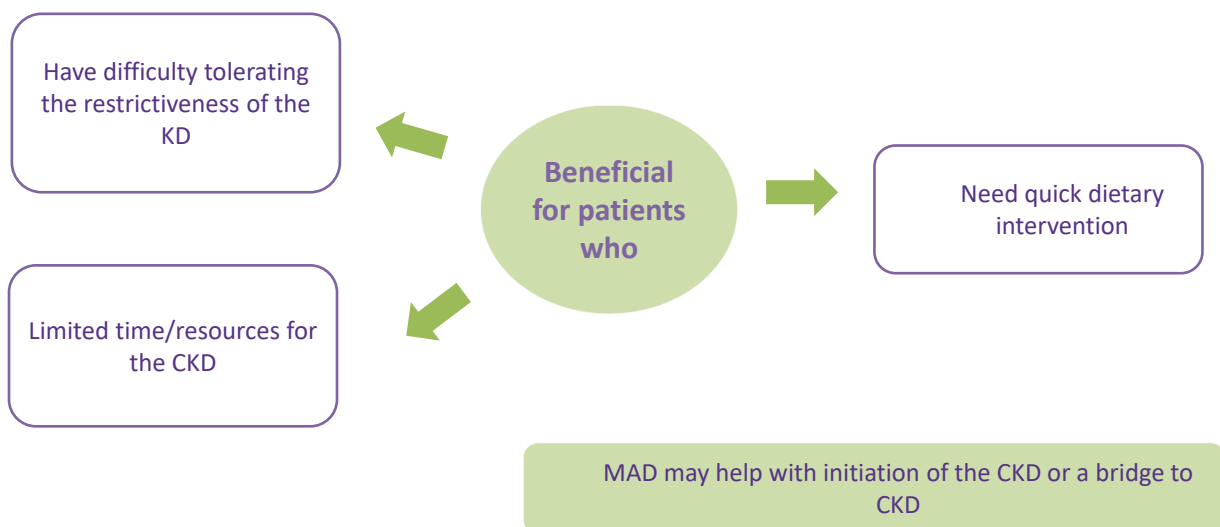 Have difficulty tolerating
the restrictiveness of the
KD
Beneficial
for patients
who
Need quick dietary
intervention
Limited time/resources for
the CKD
MAD may help with initiation of the CKD or a bridge to
CKD